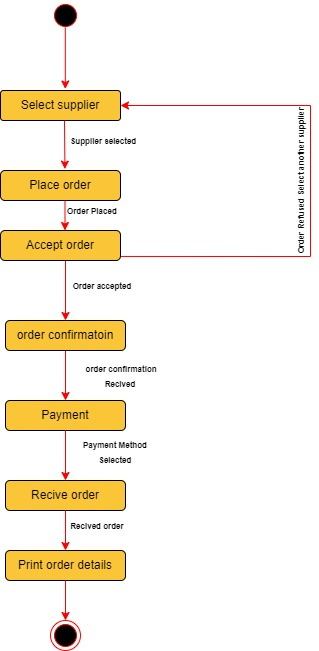 Select supplier
Supplier selected
Order Refused Select another supplier
Place order
Order Placed
Accept order
Order accepted
order confirmatoin
order confirmation
Recived
Payment
Payment Method
Selected
Recive order
Recived order
Print order details